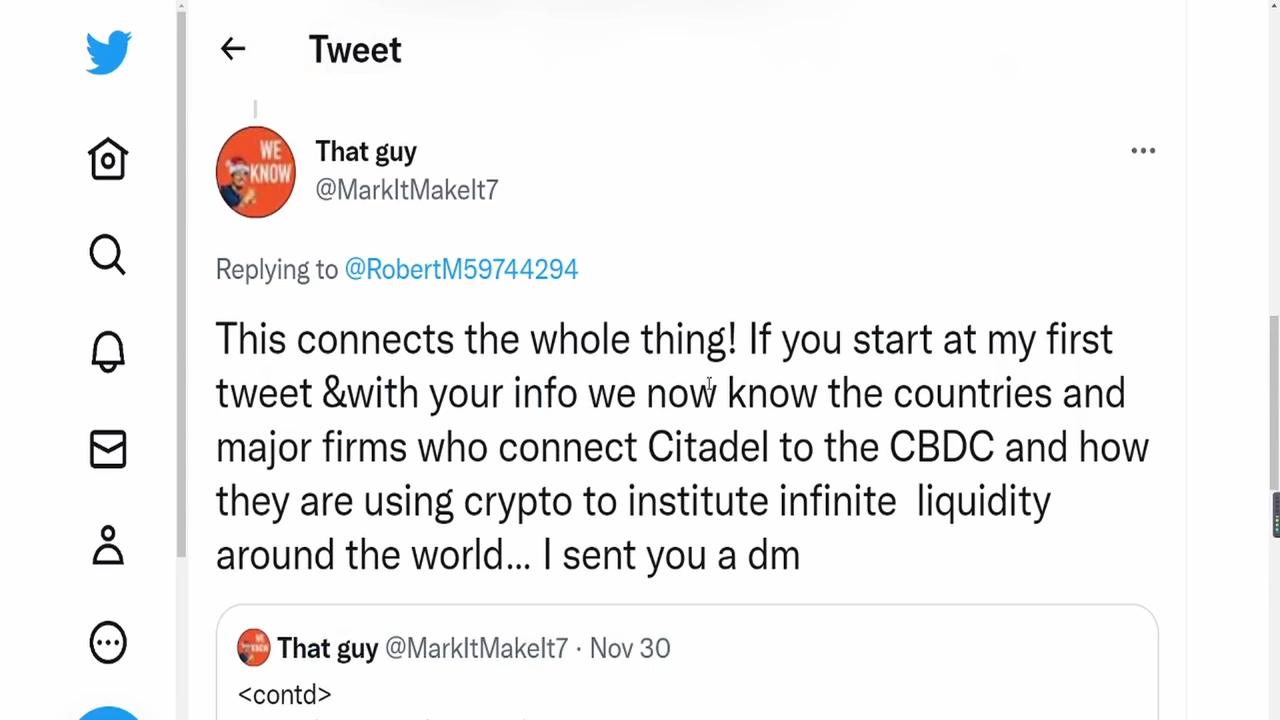 Tweet
WE
KNOW
That guy
@MarkItMakeIt7
Replying to @RobertM59744294
This connects the whole thing! If you start at my first
tweet &with your info we now know the countries and
major firms who connect Citadel to the CBDC and how
they are using crypto to institute infinite  liquidity
around the world... I sent you a dm
That guy @MarkItMakeIt7 · Nov 30
<contd>